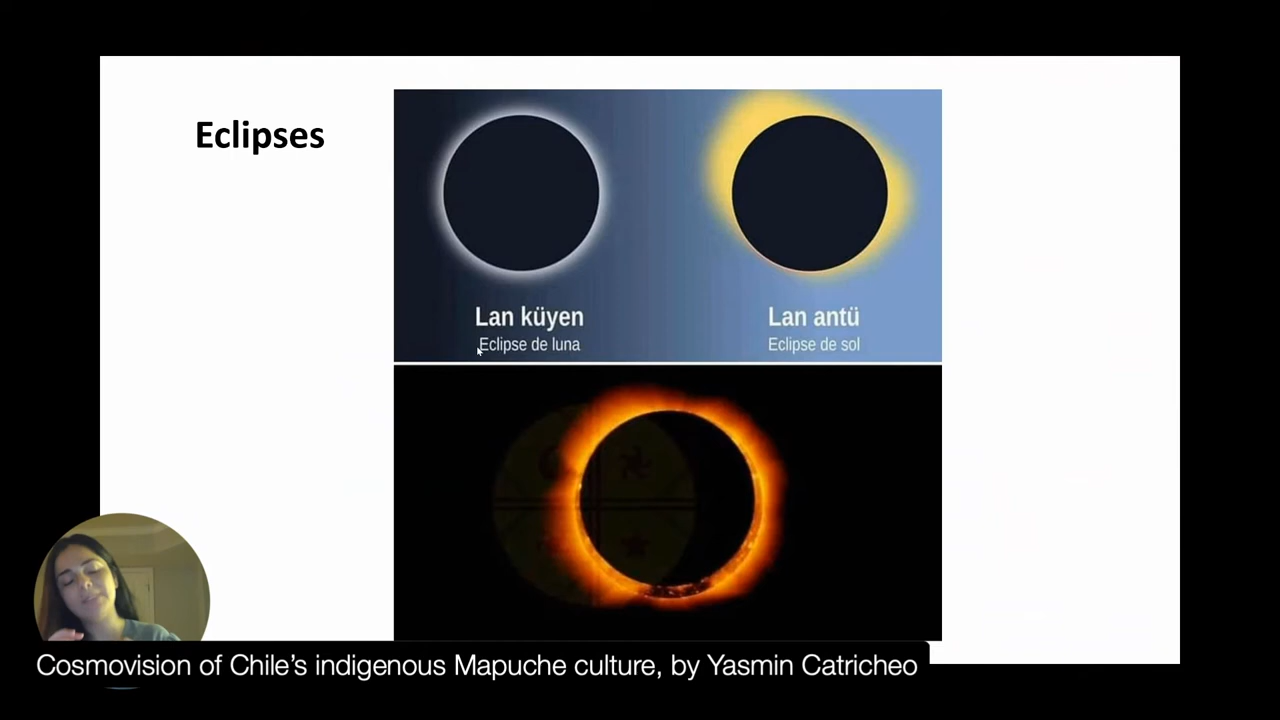 Eclipses
Lan küyen
Eclipse de luna
Lan antü
Eclipse de sol
Cosmovision of Chile’s indigenous Mapuche culture, by Yasmin Catricheo